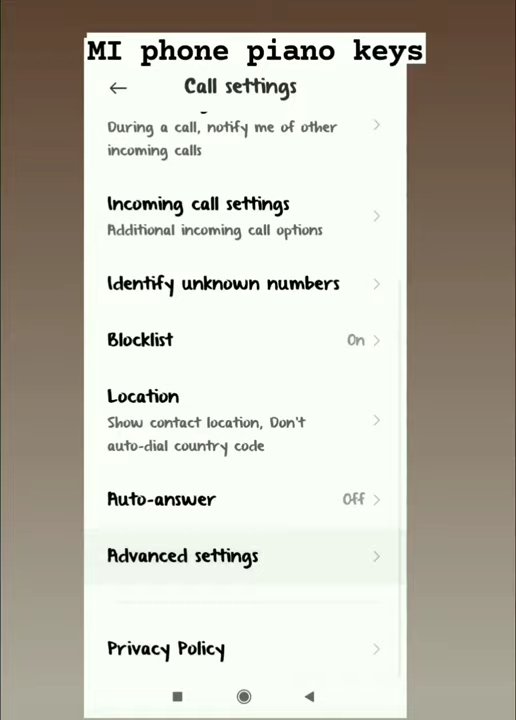 MI phone piano keys
Call settings
During a call, notify me of other
incoming calls
Incoming call settings
Additional incoming call options
Identify unknown numbers
Blocklist On
Location
Show contact location, Don't
auto-dial country code
Auto-answer Off
Advanced settings
Privacy Policy